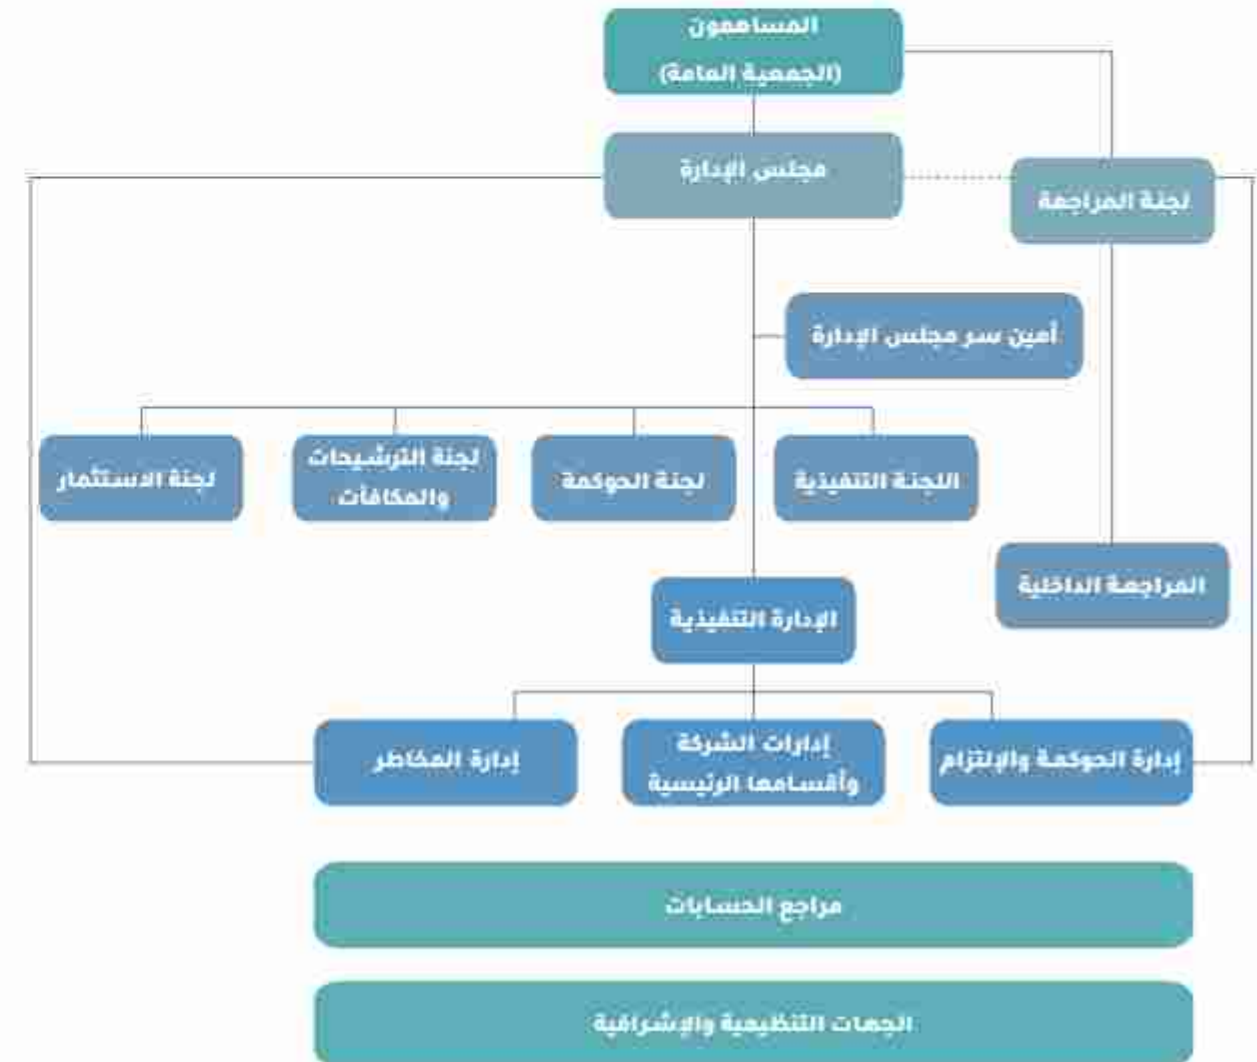 المساهمون
(الجمعية العامة)
مجلس الإدارة
لجنة المراجعة
أمين سر مجلس الإدارة
اللجنة التنفيذية
لجنة الحوكمة
لجنة الترشيحات
والمكافآت
لجنة الاستثمار
المراجعة الداخلية
الإدارة التنفيذية
إدارة الحوكمة والإلتزام
إدارات الشركة
وأقسامها الرئيسية
إدارة المخاطر
مراجع الحسابات
الجهات التنظيمية والإشرافية